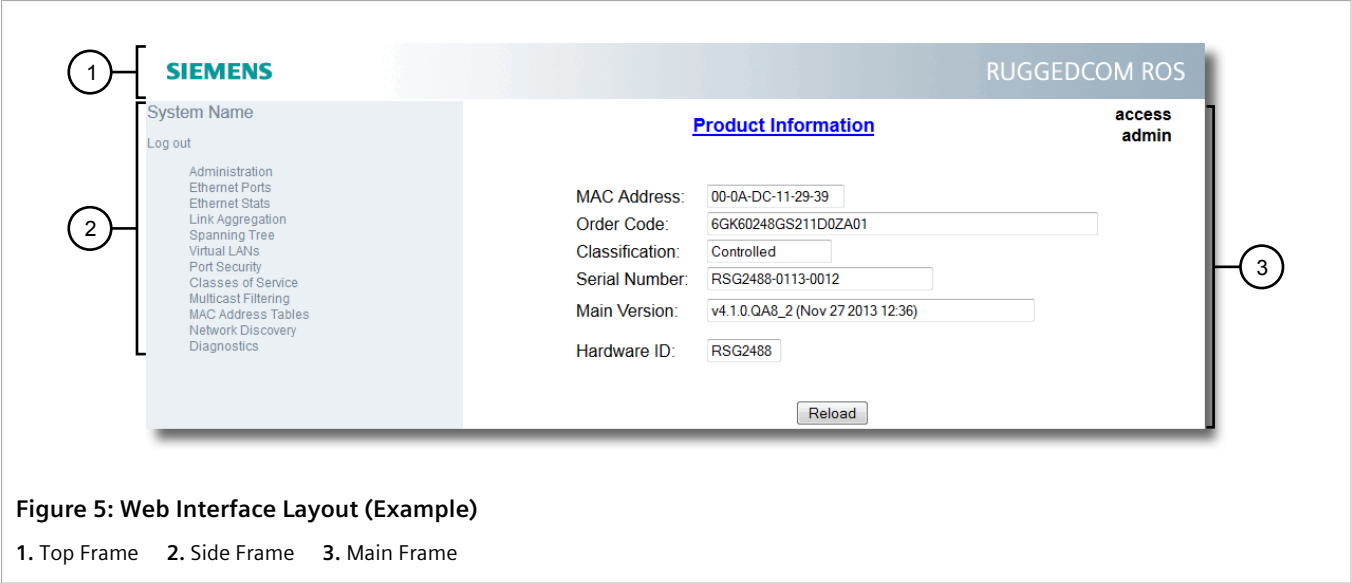 1
SIEMENS
RUGGEDCOM ROS
2
System Name
Log out
Administration
Ethernet Ports
Ethernet Stats
Link Aggregation
Spanning Tree
Virtual LANs
Port Security
Classes of Service
Multicast Filtering
MAC Address Tables
Network Discovery
Diagnostics
Product Information
access
admin
MAC Address: 00-0A-DC-11-29-39
Order Code: 6GK60248GS211D0ZA01
Classification: Controlled
Serial Number: RSG2488-0113-0012
Main Version: v4.1.0.QA8_2 (Nov 27 2013 12:36)
Hardware ID: RSG2488
Reload
3
Figure 5: Web Interface Layout (Example)
1. Top Frame 2. Side Frame 3. Main Frame